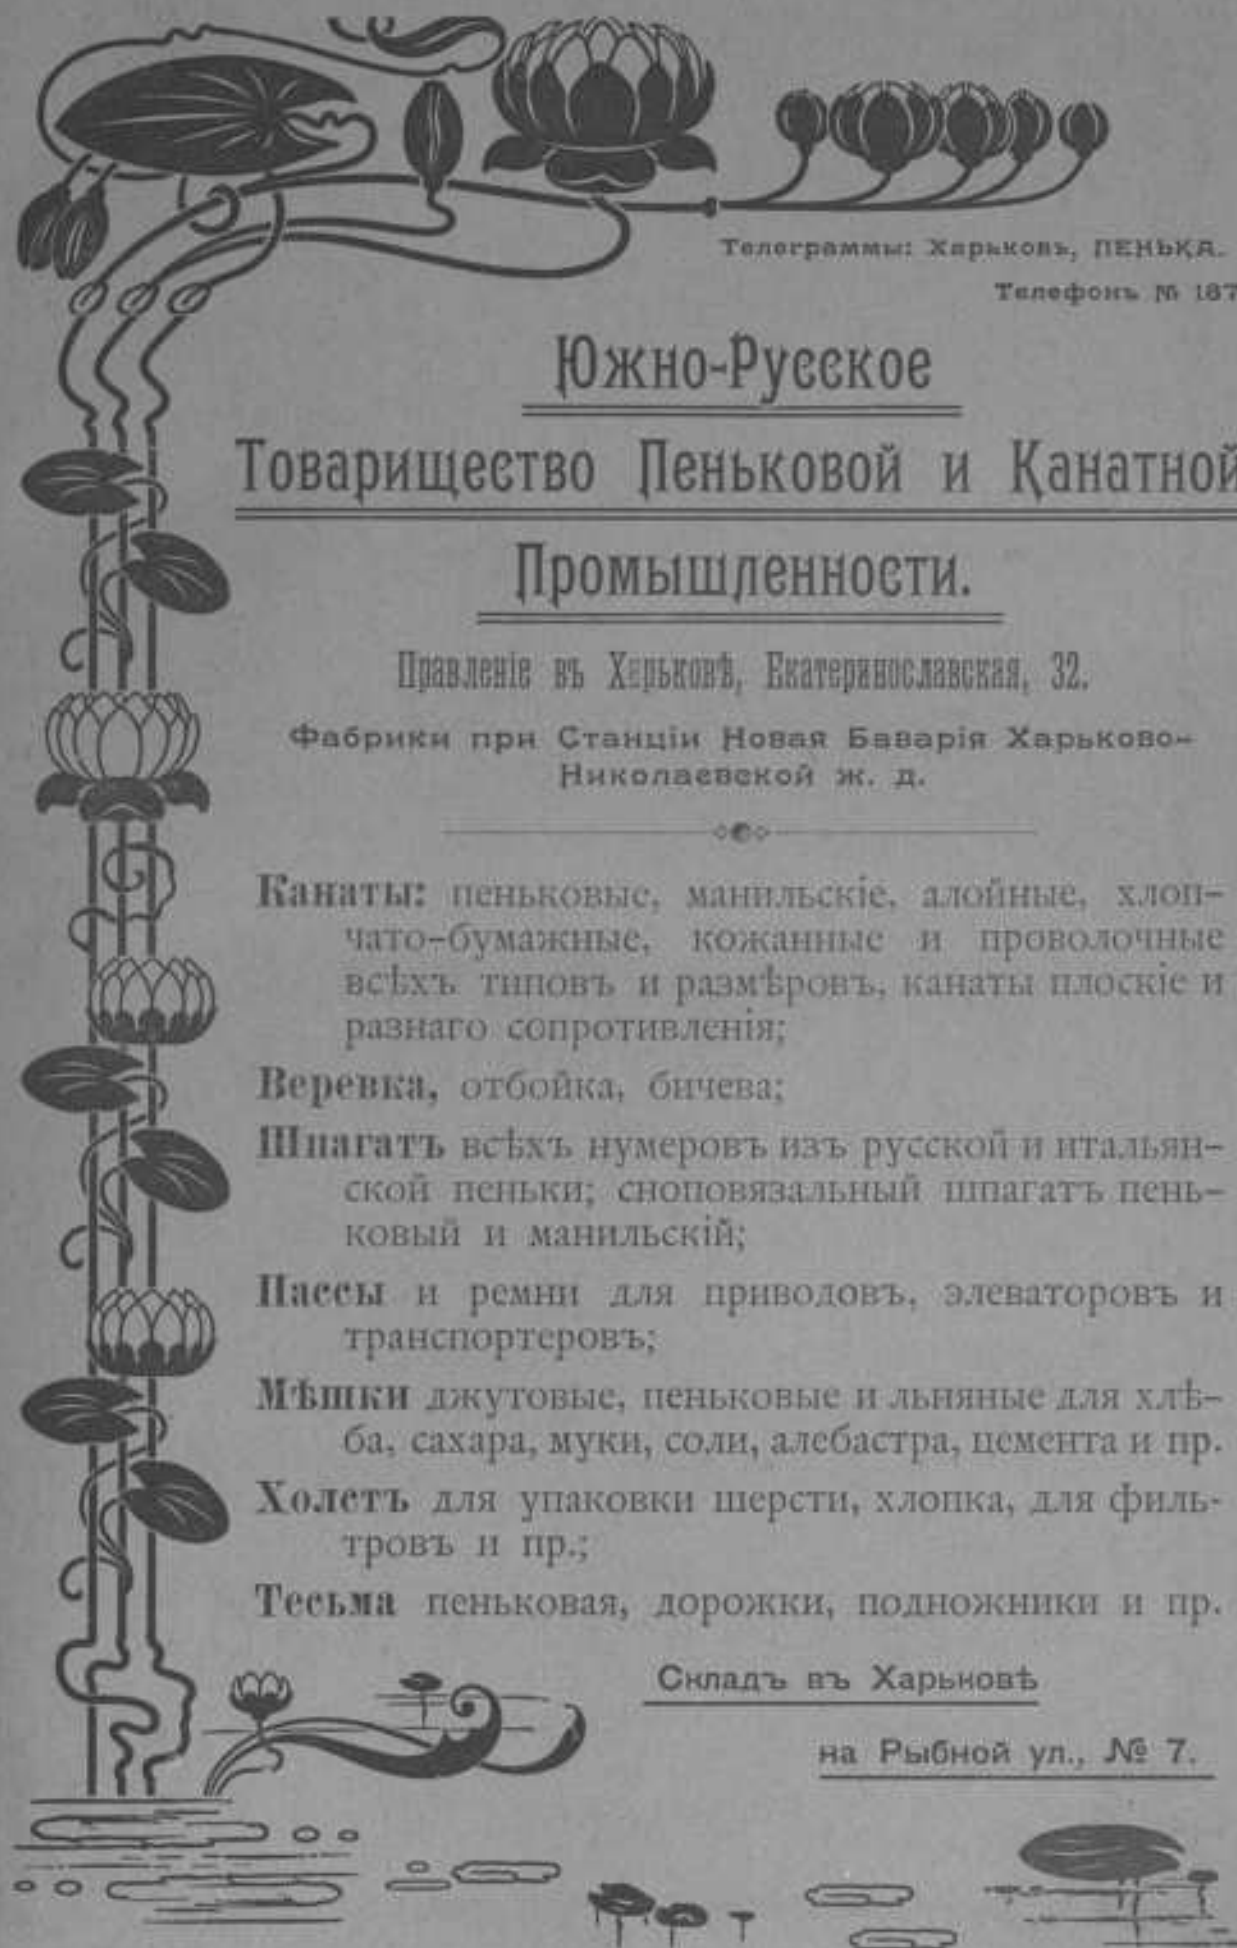 Телеграммы: Харьковъ, ПЕНЬКА.
Телефонъ № 187
Южно-Русское
Товарищество Пеньковой и Канатной
Промышленности.
Правленіе въ Харьковѣ, Екатеринославская, 32.
Фабрики при Станціи Новая Баварія Харьково-
Николаевской ж. д.
Канаты: пеньковые, манильскіе, алойные, хлоп-
чато-бумажные, кожанные и проволочные
всѣхъ типовъ и размѣровъ, канаты плоскіе и
разнаго сопротивленія;
Веревка, отбойка, бичева;
Шпагатъ всѣхъ нумеровъ изъ русской и итальян-
ской пеньки; сноповязальный шпагатъ пень-
ковый и манильскій;
Пассы и ремни для приводовъ, элеваторовъ и
транспортеровъ;
Мѣшки джутовые, пеньковые и льняные для хлѣ-
ба, сахара, муки, соли, алебастра, цемента и пр.
Холстъ для упаковки шерсти, хлопка, для филь-
тровъ и пр.;
Тесьма пеньковая, дорожки, подножники и пр.
Складъ въ Харьковѣ
на Рыбной ул., № 7.